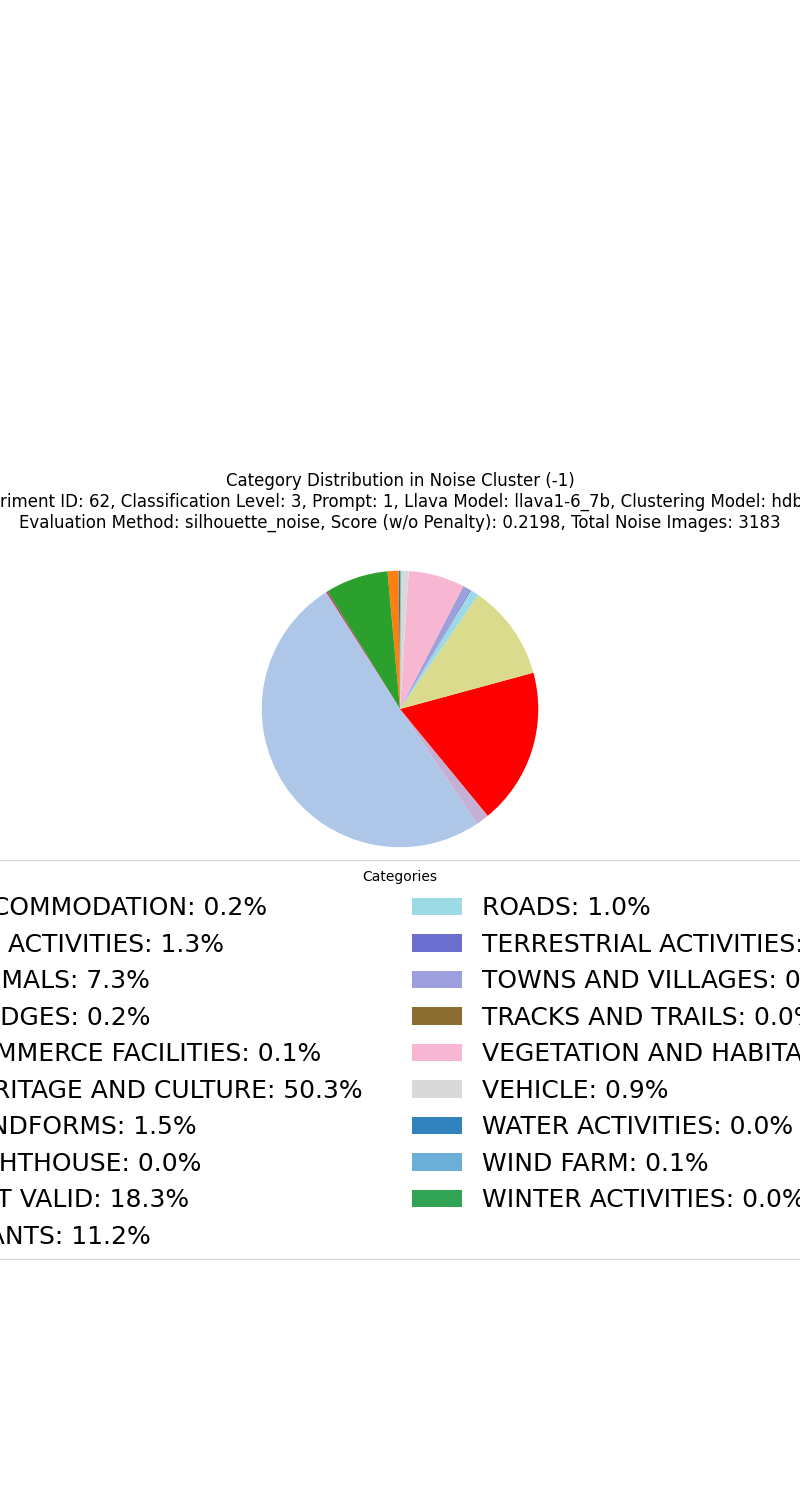 Category Distribution in Noise Cluster (-1)
riment ID: 62, Classification Level: 3, Prompt: 1, Llava Model: llava1-6_7b, Clustering Model: hdb
Evaluation Method: silhouette_noise, Score (w/o Penalty): 0.2198, Total Noise Images: 3183
Categories
COMMODATION: 0.2%
ACTIVITIES: 1.3%
MALS: 7.3%
DGES: 0.2%
MMERCE FACILITIES: 0.1%
RITAGE AND CULTURE: 50.3%
NDFORMS: 1.5%
HTHOUSE: 0.0%
T VALID: 18.3%
ANTS: 11.2%
ROADS: 1.0%
TERRESTRIAL ACTIVITIES:
TOWNS AND VILLAGES: 0
TRACKS AND TRAILS: 0.0%
VEGETATION AND HABITA
VEHICLE: 0.9%
WATER ACTIVITIES: 0.0%
WIND FARM: 0.1%
WINTER ACTIVITIES: 0.0%